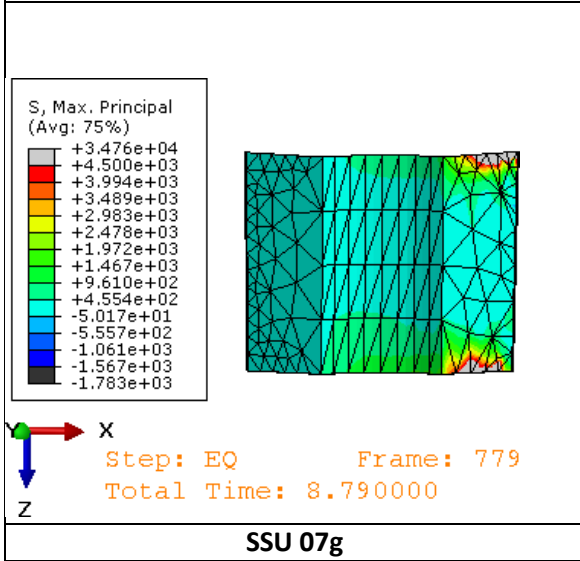 S, Max. Principal
(Avg: 75%)
+3.476e+04
+4.500e+03
+3.994e+03
+3.489e+03
+2.983e+03
+2.478e+03
+1.972e+03
+1.467e+03
+9.610e+02
+4.554e+02
-5.017e+01
-5.557e+02
-1.061e+03
-1.567e+03
-1.783e+03
Y X
Z
Step: EQ Frame: 779
Total Time: 8.790000
SSU 07g